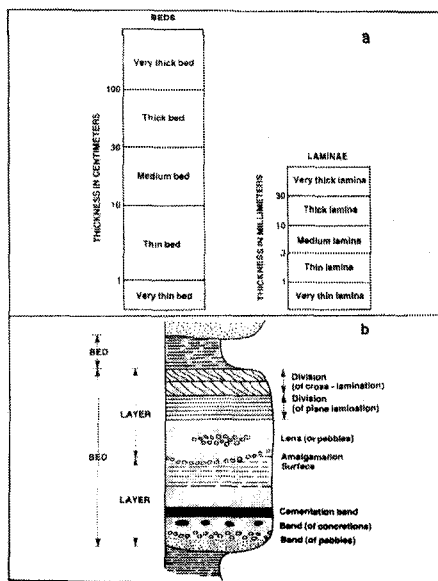 BEDS
a
Very thick bed
100
Thick bed
30
Medium bed
10
Thin bed
1
Very thin bed
THICKNESS IN CENTIMETERS
LAMINAE
Very thick lamina
30
Thick lamina
10
Medium lamina
3
Thin lamina
1
Very thin lamina
THICKNESS IN MILLIMETERS
b
BED
BED
LAYER
LAYER
Division
(of cross-lamination)
Division
(of plane lamination)
Lens (of pebbles)
Amalgamation
Surface
Cementation band
Band (of concretions)
Band (of pebbles)